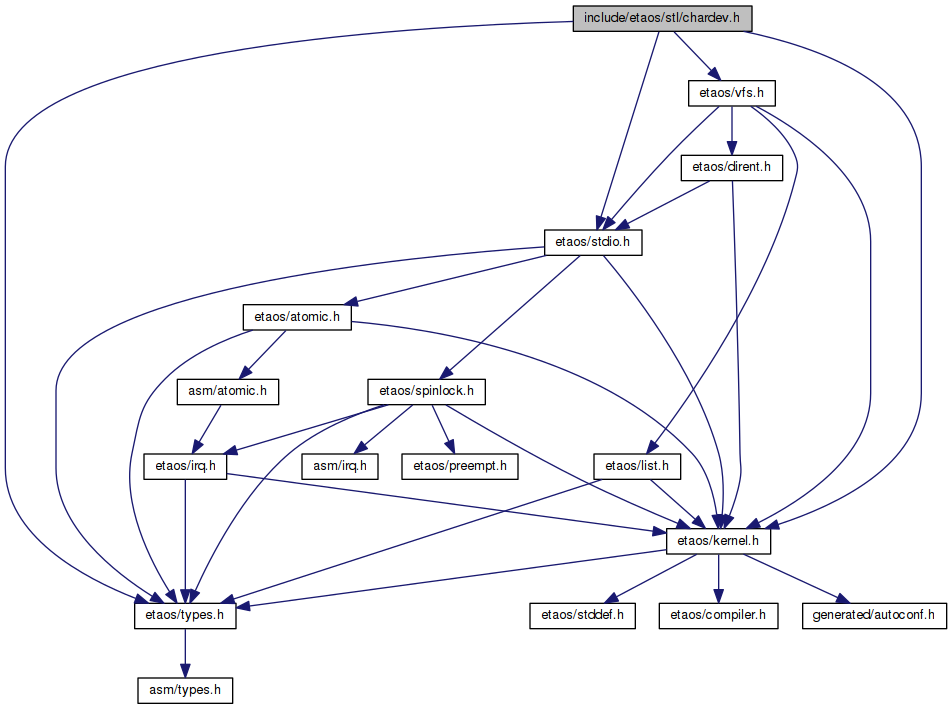 include/etaos/stl/chardev.h
etaos/vfs.h
etaos/dirent.h
etaos/stdio.h
etaos/atomic.h
asm/atomic.h
etaos/spinlock.h
etaos/irq.h
asm/irq.h
etaos/preempt.h
etaos/list.h
etaos/kernel.h
etaos/types.h
etaos/stddef.h
etaos/compiler.h
generated/autoconf.h
asm/types.h